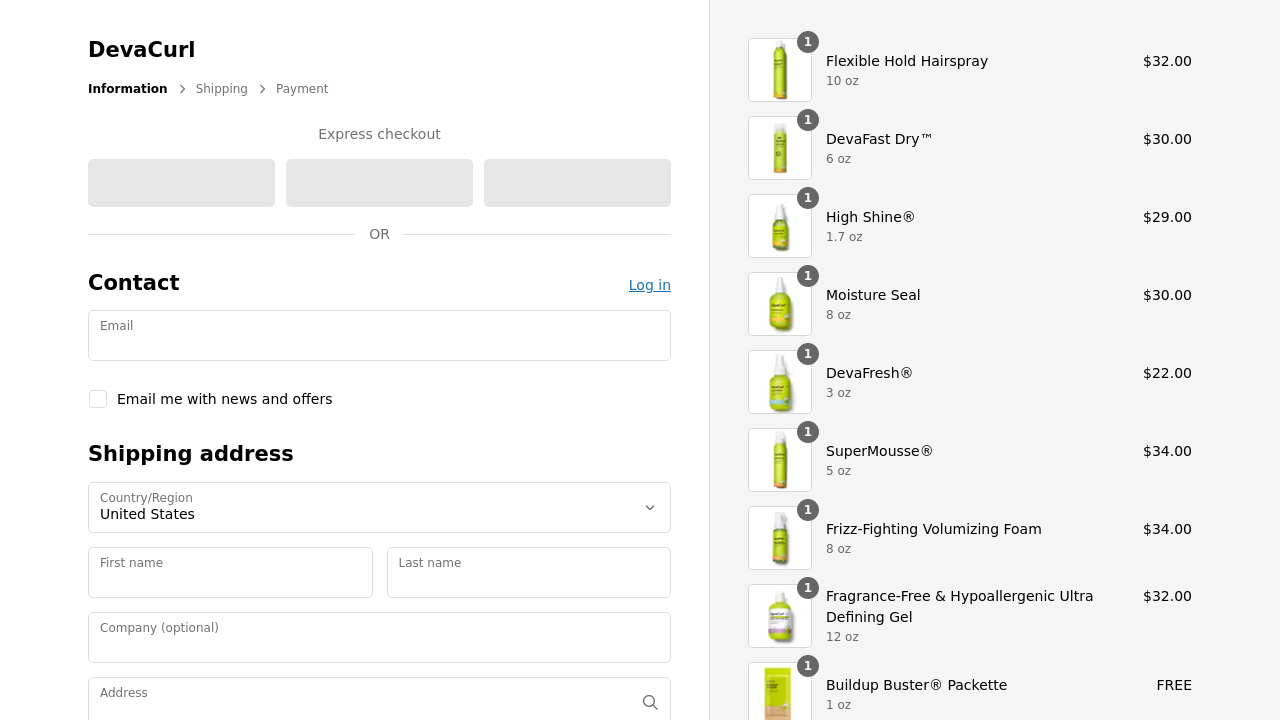 DevaCurl
Information
Shipping
Payment
Express checkout
OR
Contact
Log in
Email
Email me with news and offers
Shipping address
Country/Region
United States
First name
Last name
Company (optional)
Address
1
Flexible Hold Hairspray
$32.00
10 oz
1
DevaFast Dry™
$30.00
6 oz
1
High Shine®
$29.00
1.7 oz
1
Moisture Seal
$30.00
8 oz
1
DevaFresh®
$22.00
3 oz
1
SuperMousse®
$34.00
5 oz
1
Frizz-Fighting Volumizing Foam
$34.00
8 oz
1
Fragrance-Free & Hypoallergenic Ultra
Defining Gel
$32.00
12 oz
1
Buildup Buster® Packette
FREE
1 oz